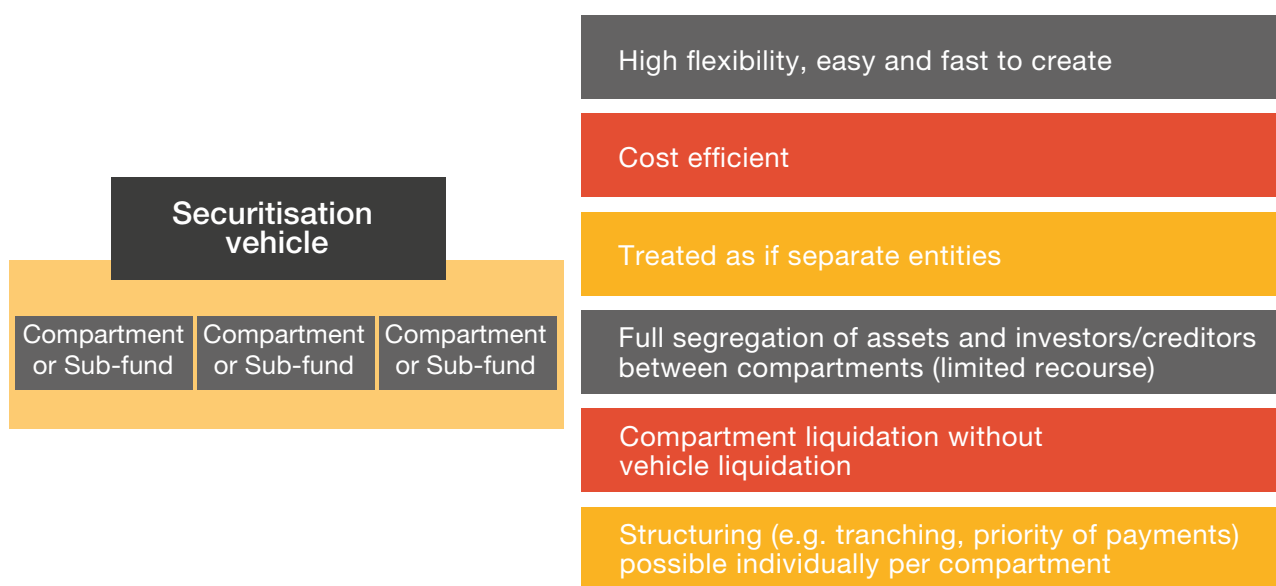 Securitisation
vehicle
Compartment
or Sub-fund
Compartment
or Sub-fund
Compartment
or Sub-fund
High flexibility, easy and fast to create
Cost efficient
Treated as if separate entities
Full segregation of assets and investors/creditors
between compartments (limited recourse)
Compartment liquidation without
vehicle liquidation
Structuring (e.g. tranching, priority of payments)
possible individually per compartment